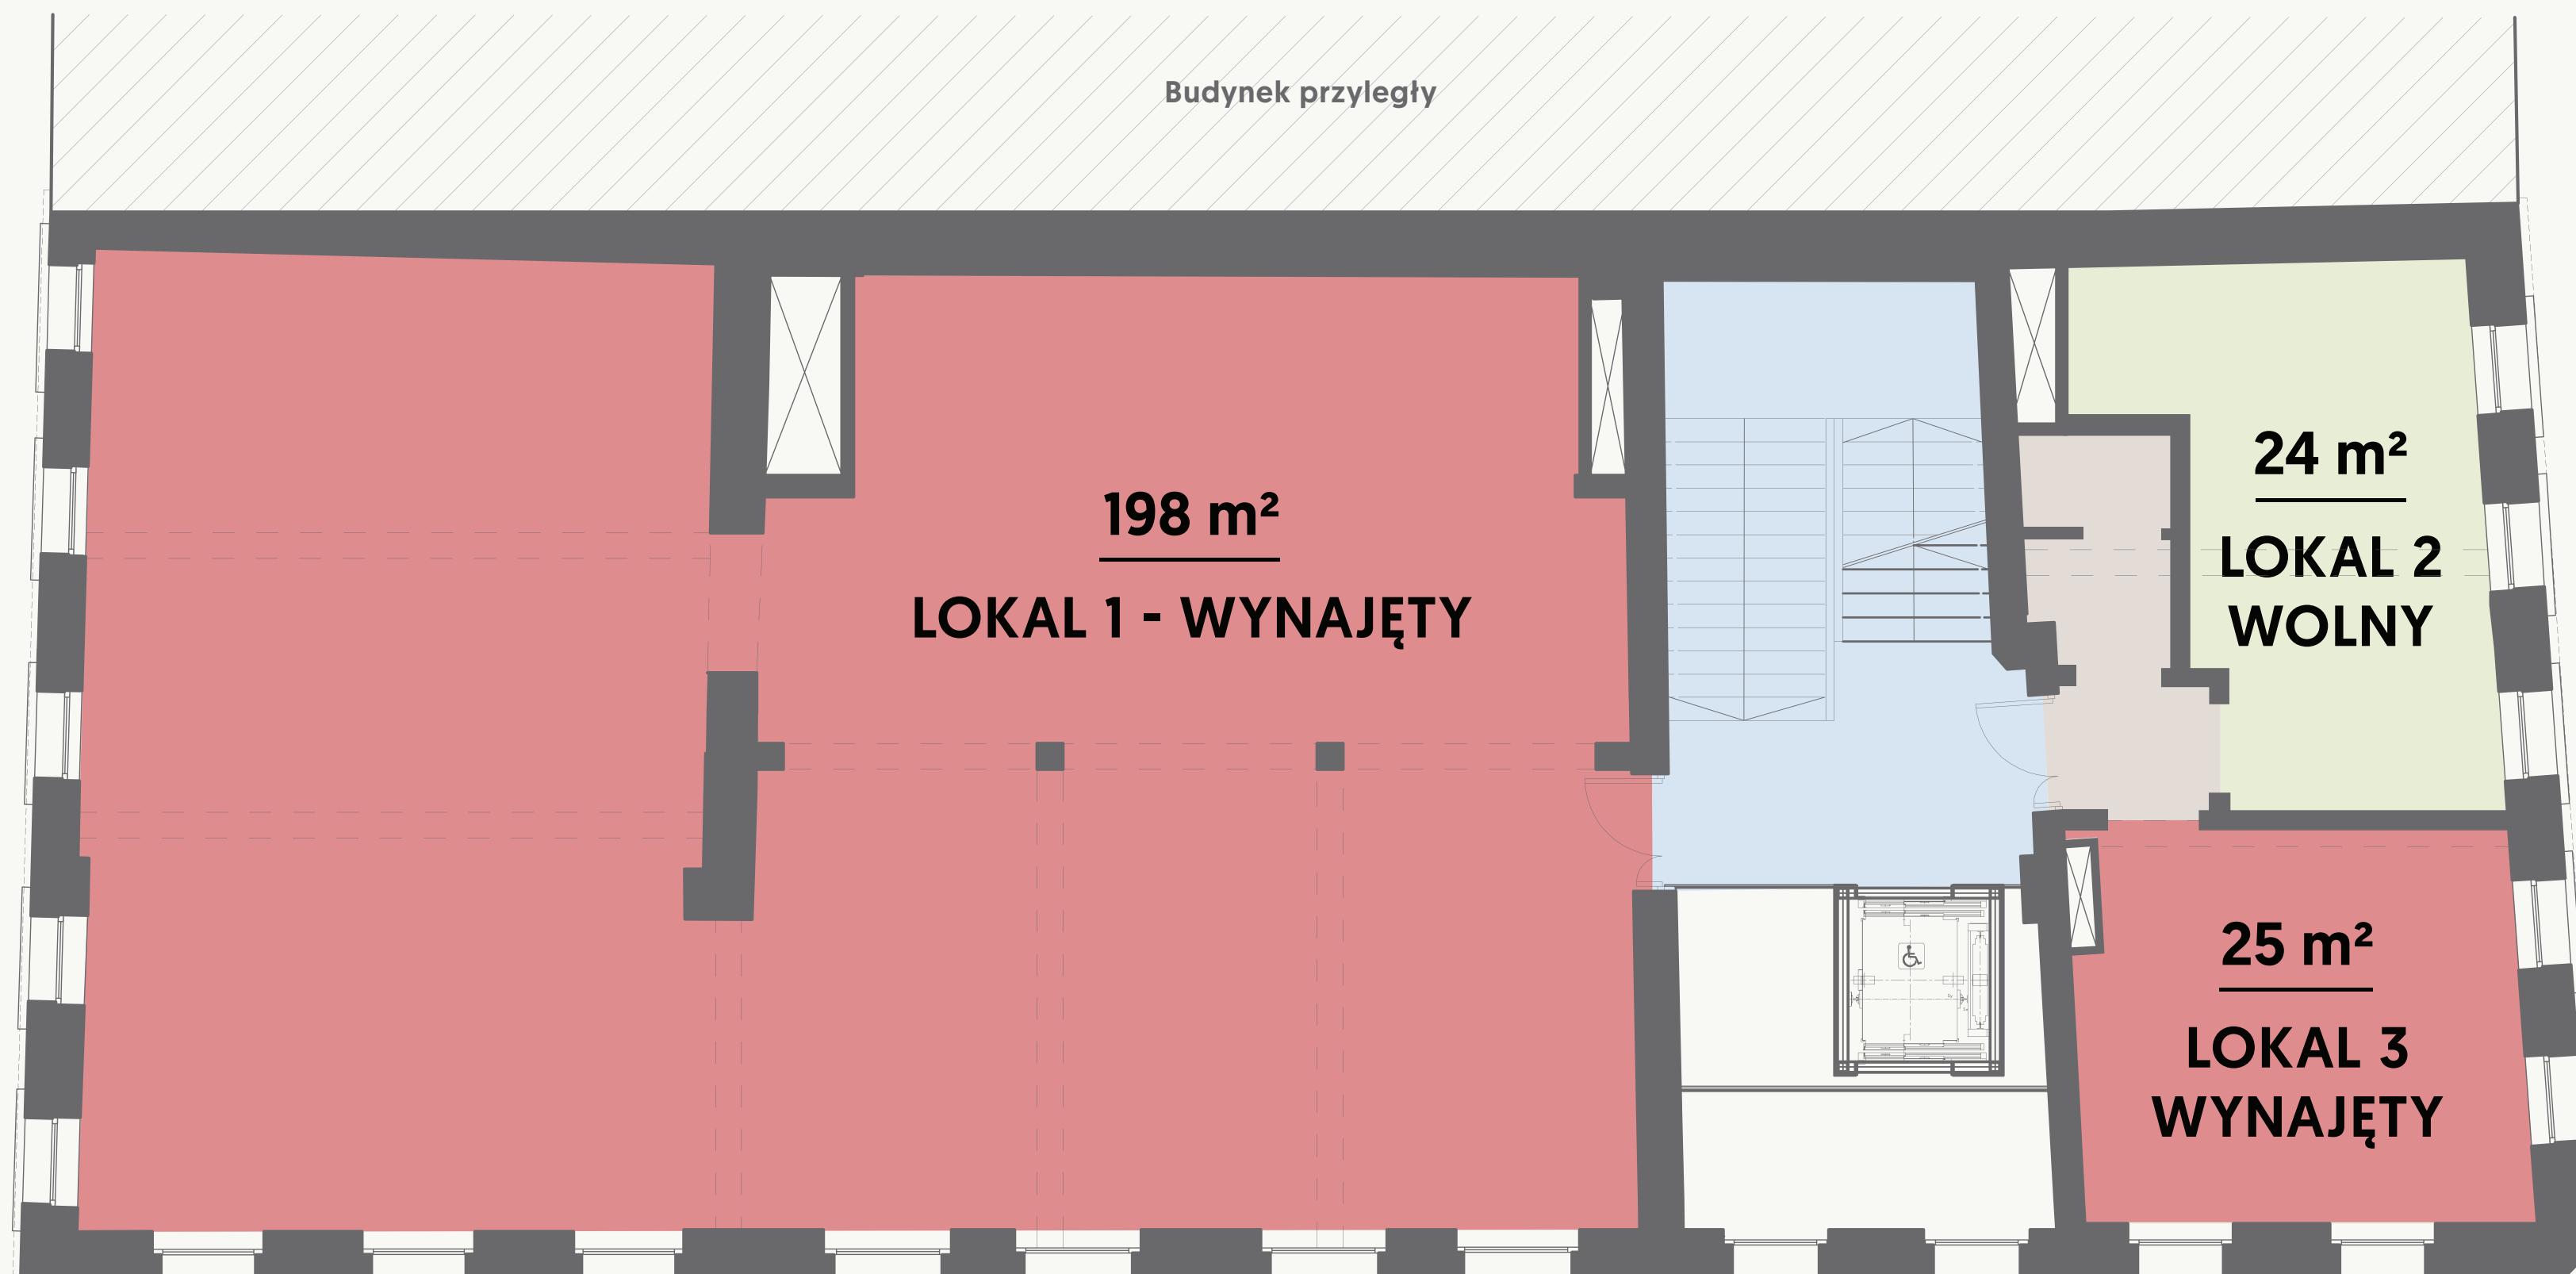 Budynek przyległy
198 m²
LOKAL 1 - WYNAJĘTY
24 m²
LOKAL 2
WOLNY
25 m²
LOKAL 3
WYNAJĘTY